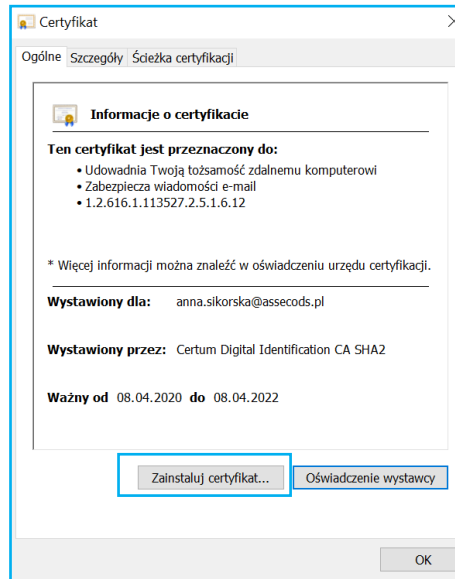 Certyfikat
Ogólne Szczegóły Ścieżka certyfikacji
Informacje o certyfikacie
Ten certyfikat jest przeznaczony do:
• Udowadnia Twoją tożsamość zdalnemu komputerowi
• Zabezpiecza wiadomości e-mail
• 1.2.616.1.113527.2.5.1.6.12
* Więcej informacji można znaleźć w oświadczeniu urzędu certyfikacji.
Wystawiony dla: anna.sikorska@assecods.pl
Wystawiony przez: Certum Digital Identification CA SHA2
Ważny od 08.04.2020 do 08.04.2022
Zainstaluj certyfikat... Oświadczenie wystawcy
OK